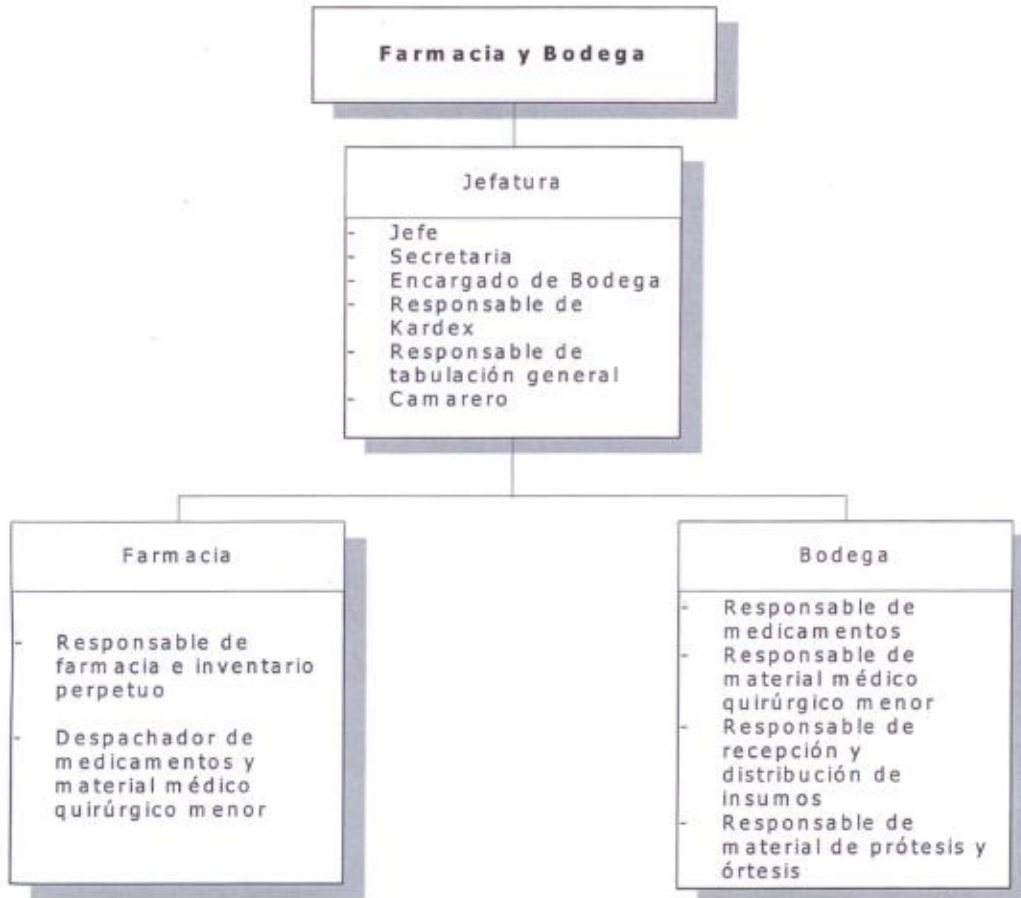 Farmacia y Bodega
Jefatura
- Jefe
- Secretaria
- Encargado de Bodega
- Responsable de
Kardex
- Responsable de
tabulación general
- Camarero
Farmacia
- Responsable de
farmacia e inventario
perpetuo
- Despachador de
medicamentos y
material médico
quirúrgico menor
Bodega
- Responsable de
medicamentos
- Responsable de
material médico
quirúrgico menor
- Responsable de
recepción y
distribución de
insumos
- Responsable de
material de prótesis y
órtesis